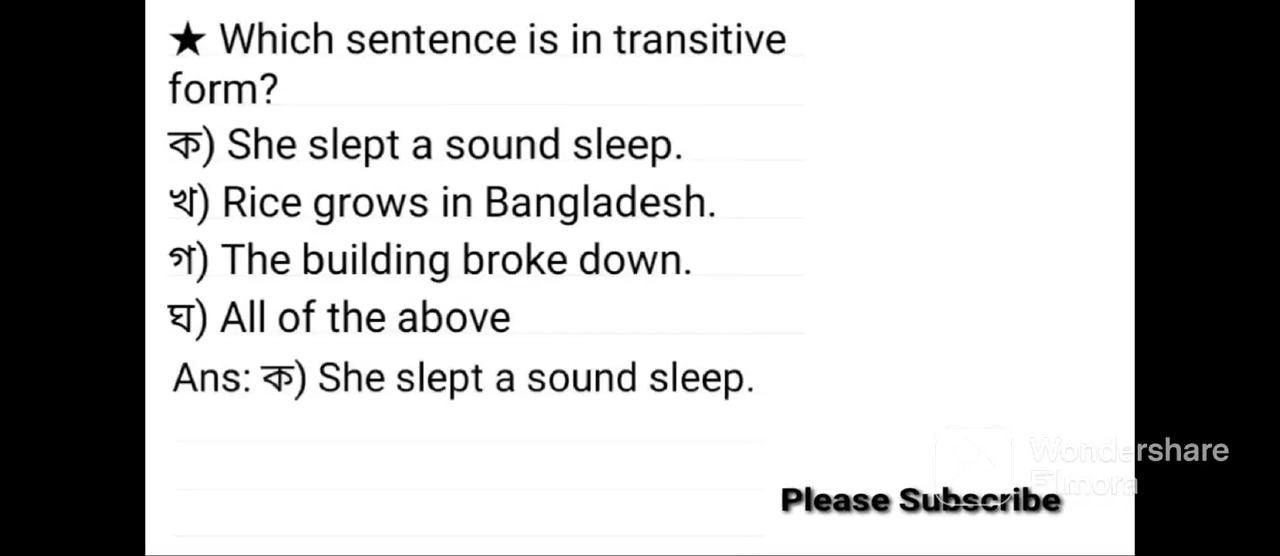 ★ Which sentence is in transitive
form?
ক) She slept a sound sleep.
খ) Rice grows in Bangladesh.
গ) The building broke down.
ঘ) All of the above
Ans: ক) She slept a sound sleep.
Wondershare
Elmora
Please Subscribe